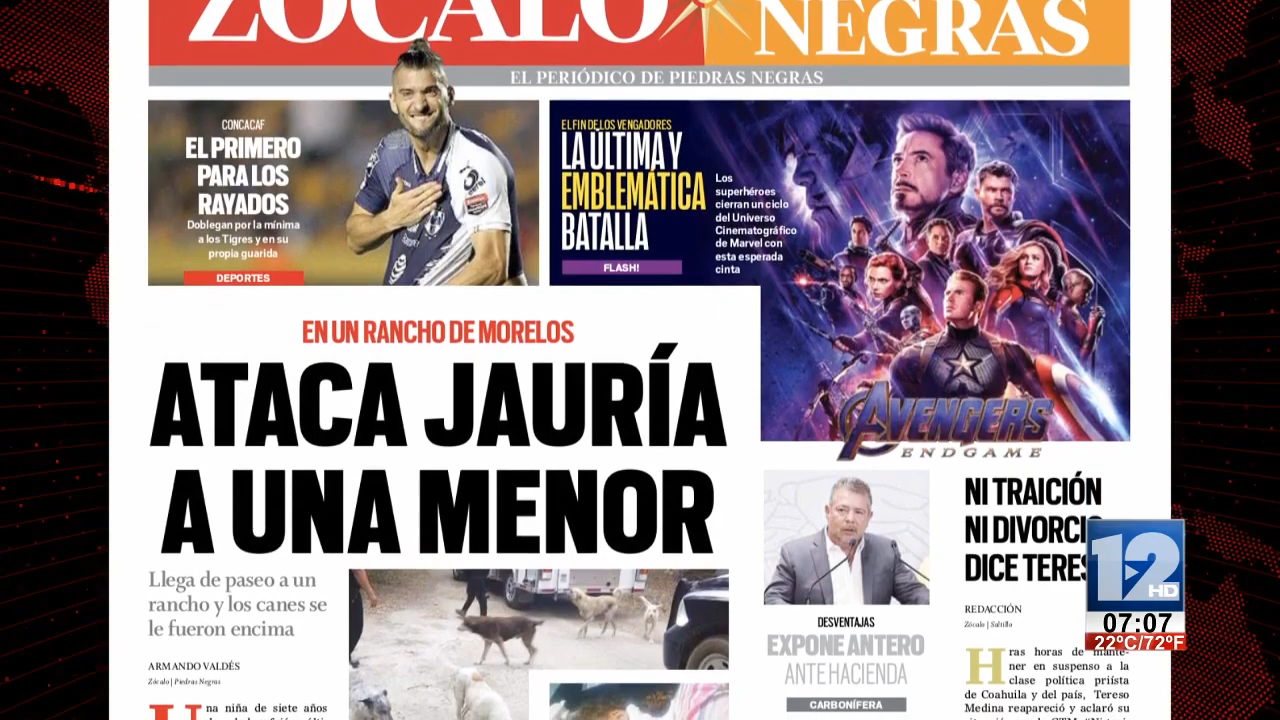 ZÓCALO
NEGRAS
EL PERIÓDICO DE PIEDRAS NEGRAS
CONCACAF
EL PRIMERO
PARA LOS
RAYADOS
Doblegan por la mínima
a los Tigres y en su
propia guarida
DEPORTES
EL FIN DE LOS VENGADORES
LA ÚLTIMA Y
EMBLEMÁTICA
BATALLA
FLASH!
Los
superhéroes
cierran un ciclo
del Universo
Cinematográfico
de Marvel con
esta esperada
cinta
AVENGERS
ENDGAME
EN UN RANCHO DE MORELOS
ATACA JAURÍA
A UNA MENOR
Llega de paseo a un
rancho y los canes se
le fueron encima
ARMANDO VALDÉS
Zócalo | Piedras Negras
Una niña de siete años
DESVENTAJAS
EXPONE ANTERO
ANTE HACIENDA
CARBONÍFERA
NI TRAICIÓN
NI DIVORCIO
DICE TERES
REDACCIÓN
Zócalo | Saltillo
Hras horas de mante-
ner en suspenso a la
clase política priísta
de Coahuila y del país, Tereso
Medina reapareció y aclaró su
12
HD
07:07
22°C/72°F